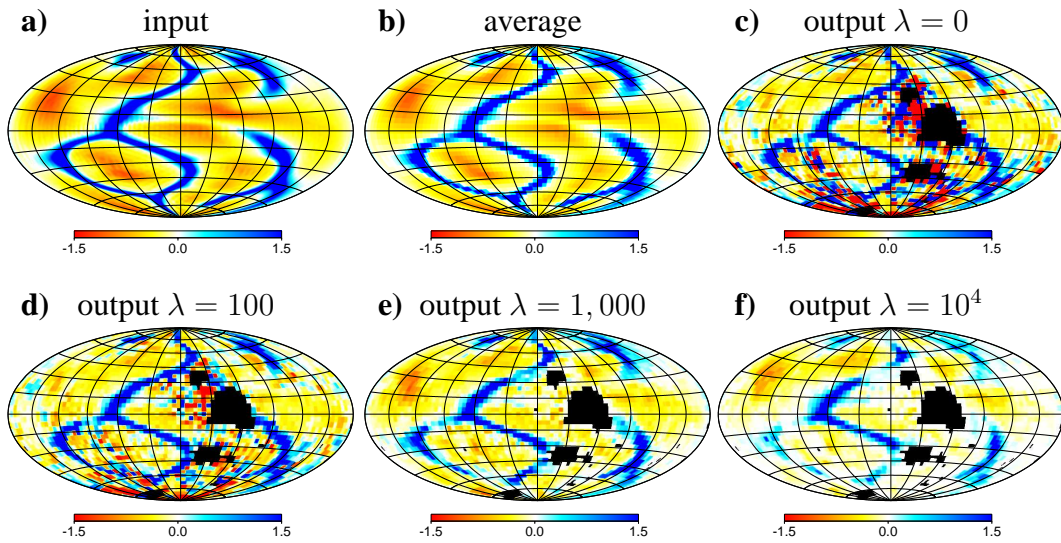 a) input
b) average
c) output λ = 0
-1.5 0.0 1.5
-1.5 0.0 1.5
-1.5 0.0 1.5
d) output λ = 100
e) output λ = 1,000
f) output λ = 10⁴
-1.5 0.0 1.5
-1.5 0.0 1.5
-1.5 0.0 1.5